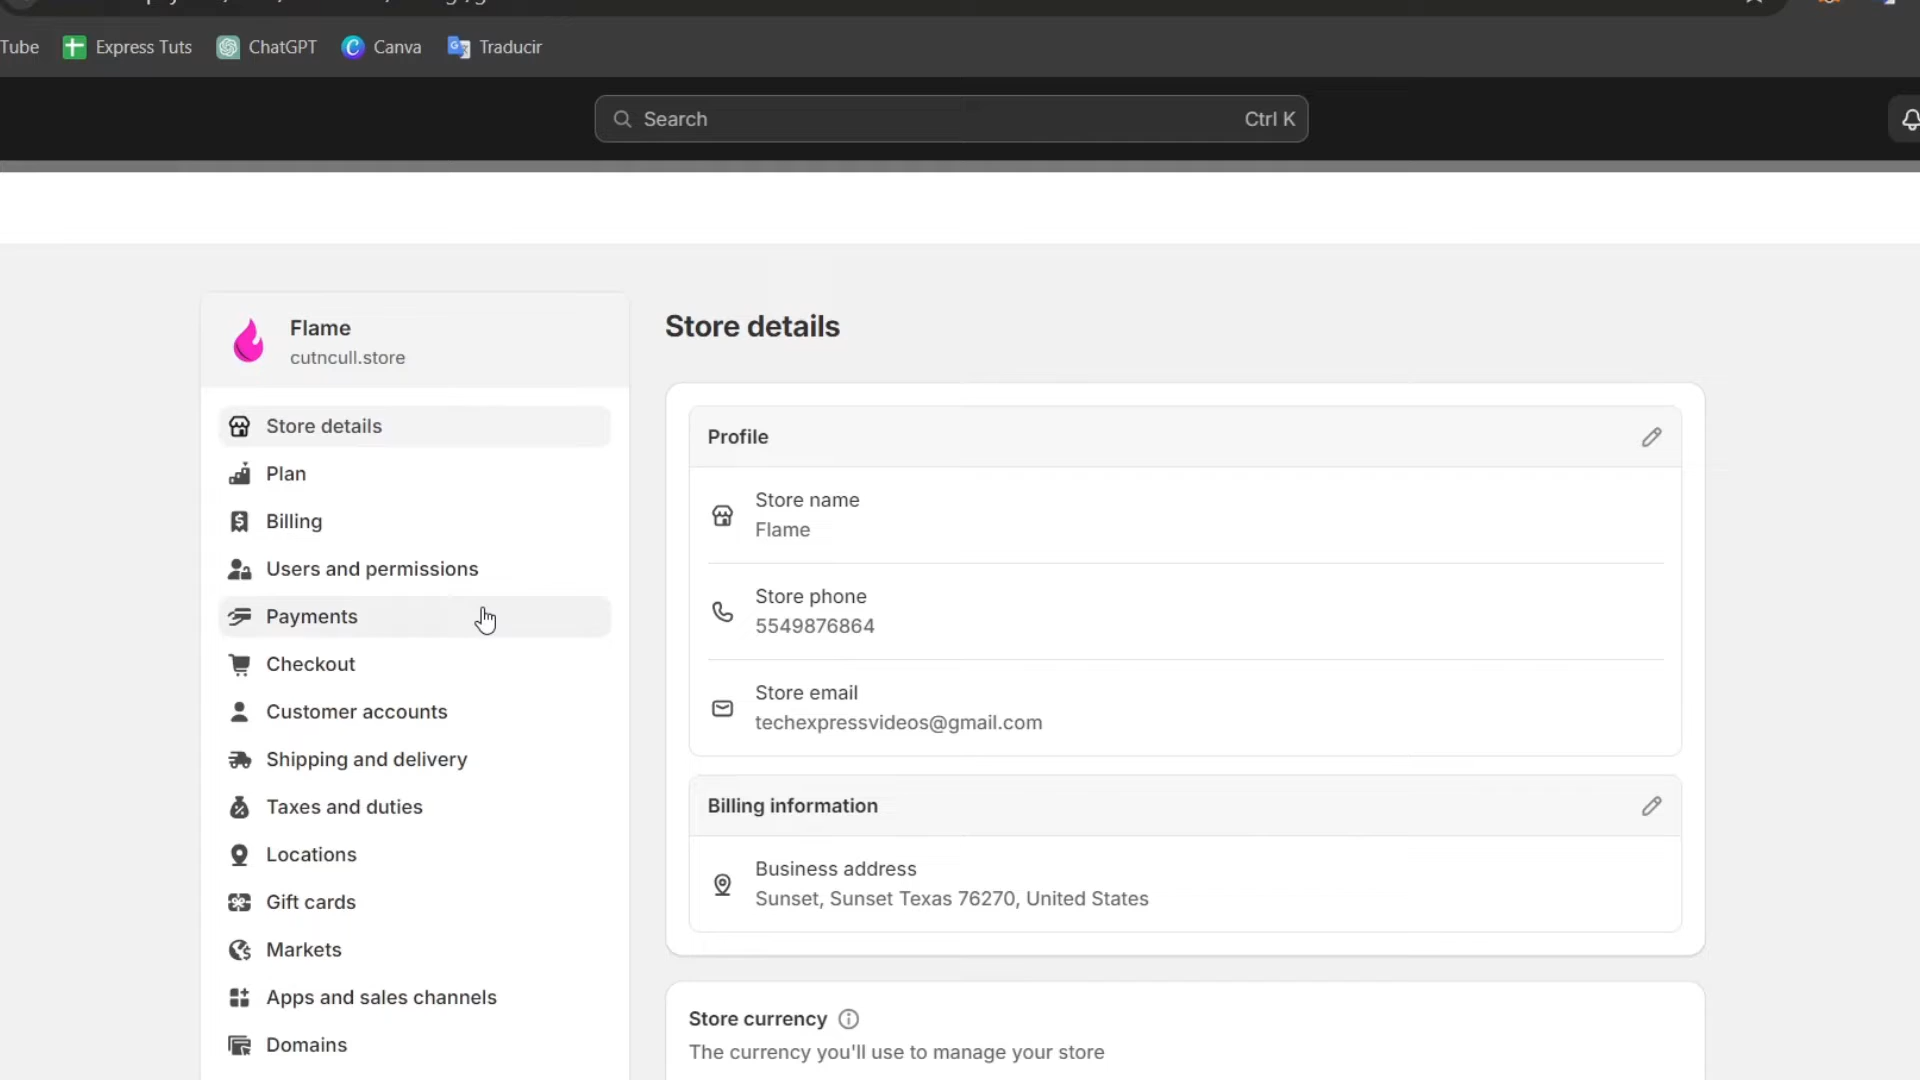 Tube Express Tuts ChatGPT Canva Traducir
Search Ctrl K
Flame
cutncull.store
Store details
Plan
Billing
Users and permissions
Payments
Checkout
Customer accounts
Shipping and delivery
Taxes and duties
Locations
Gift cards
Markets
Apps and sales channels
Domains
Store details
Profile
Store name
Flame
Store phone
5549876864
Store email
techexpressvideos@gmail.com
Billing information
Business address
Sunset, Sunset Texas 76270, United States
Store currency
The currency you'll use to manage your store